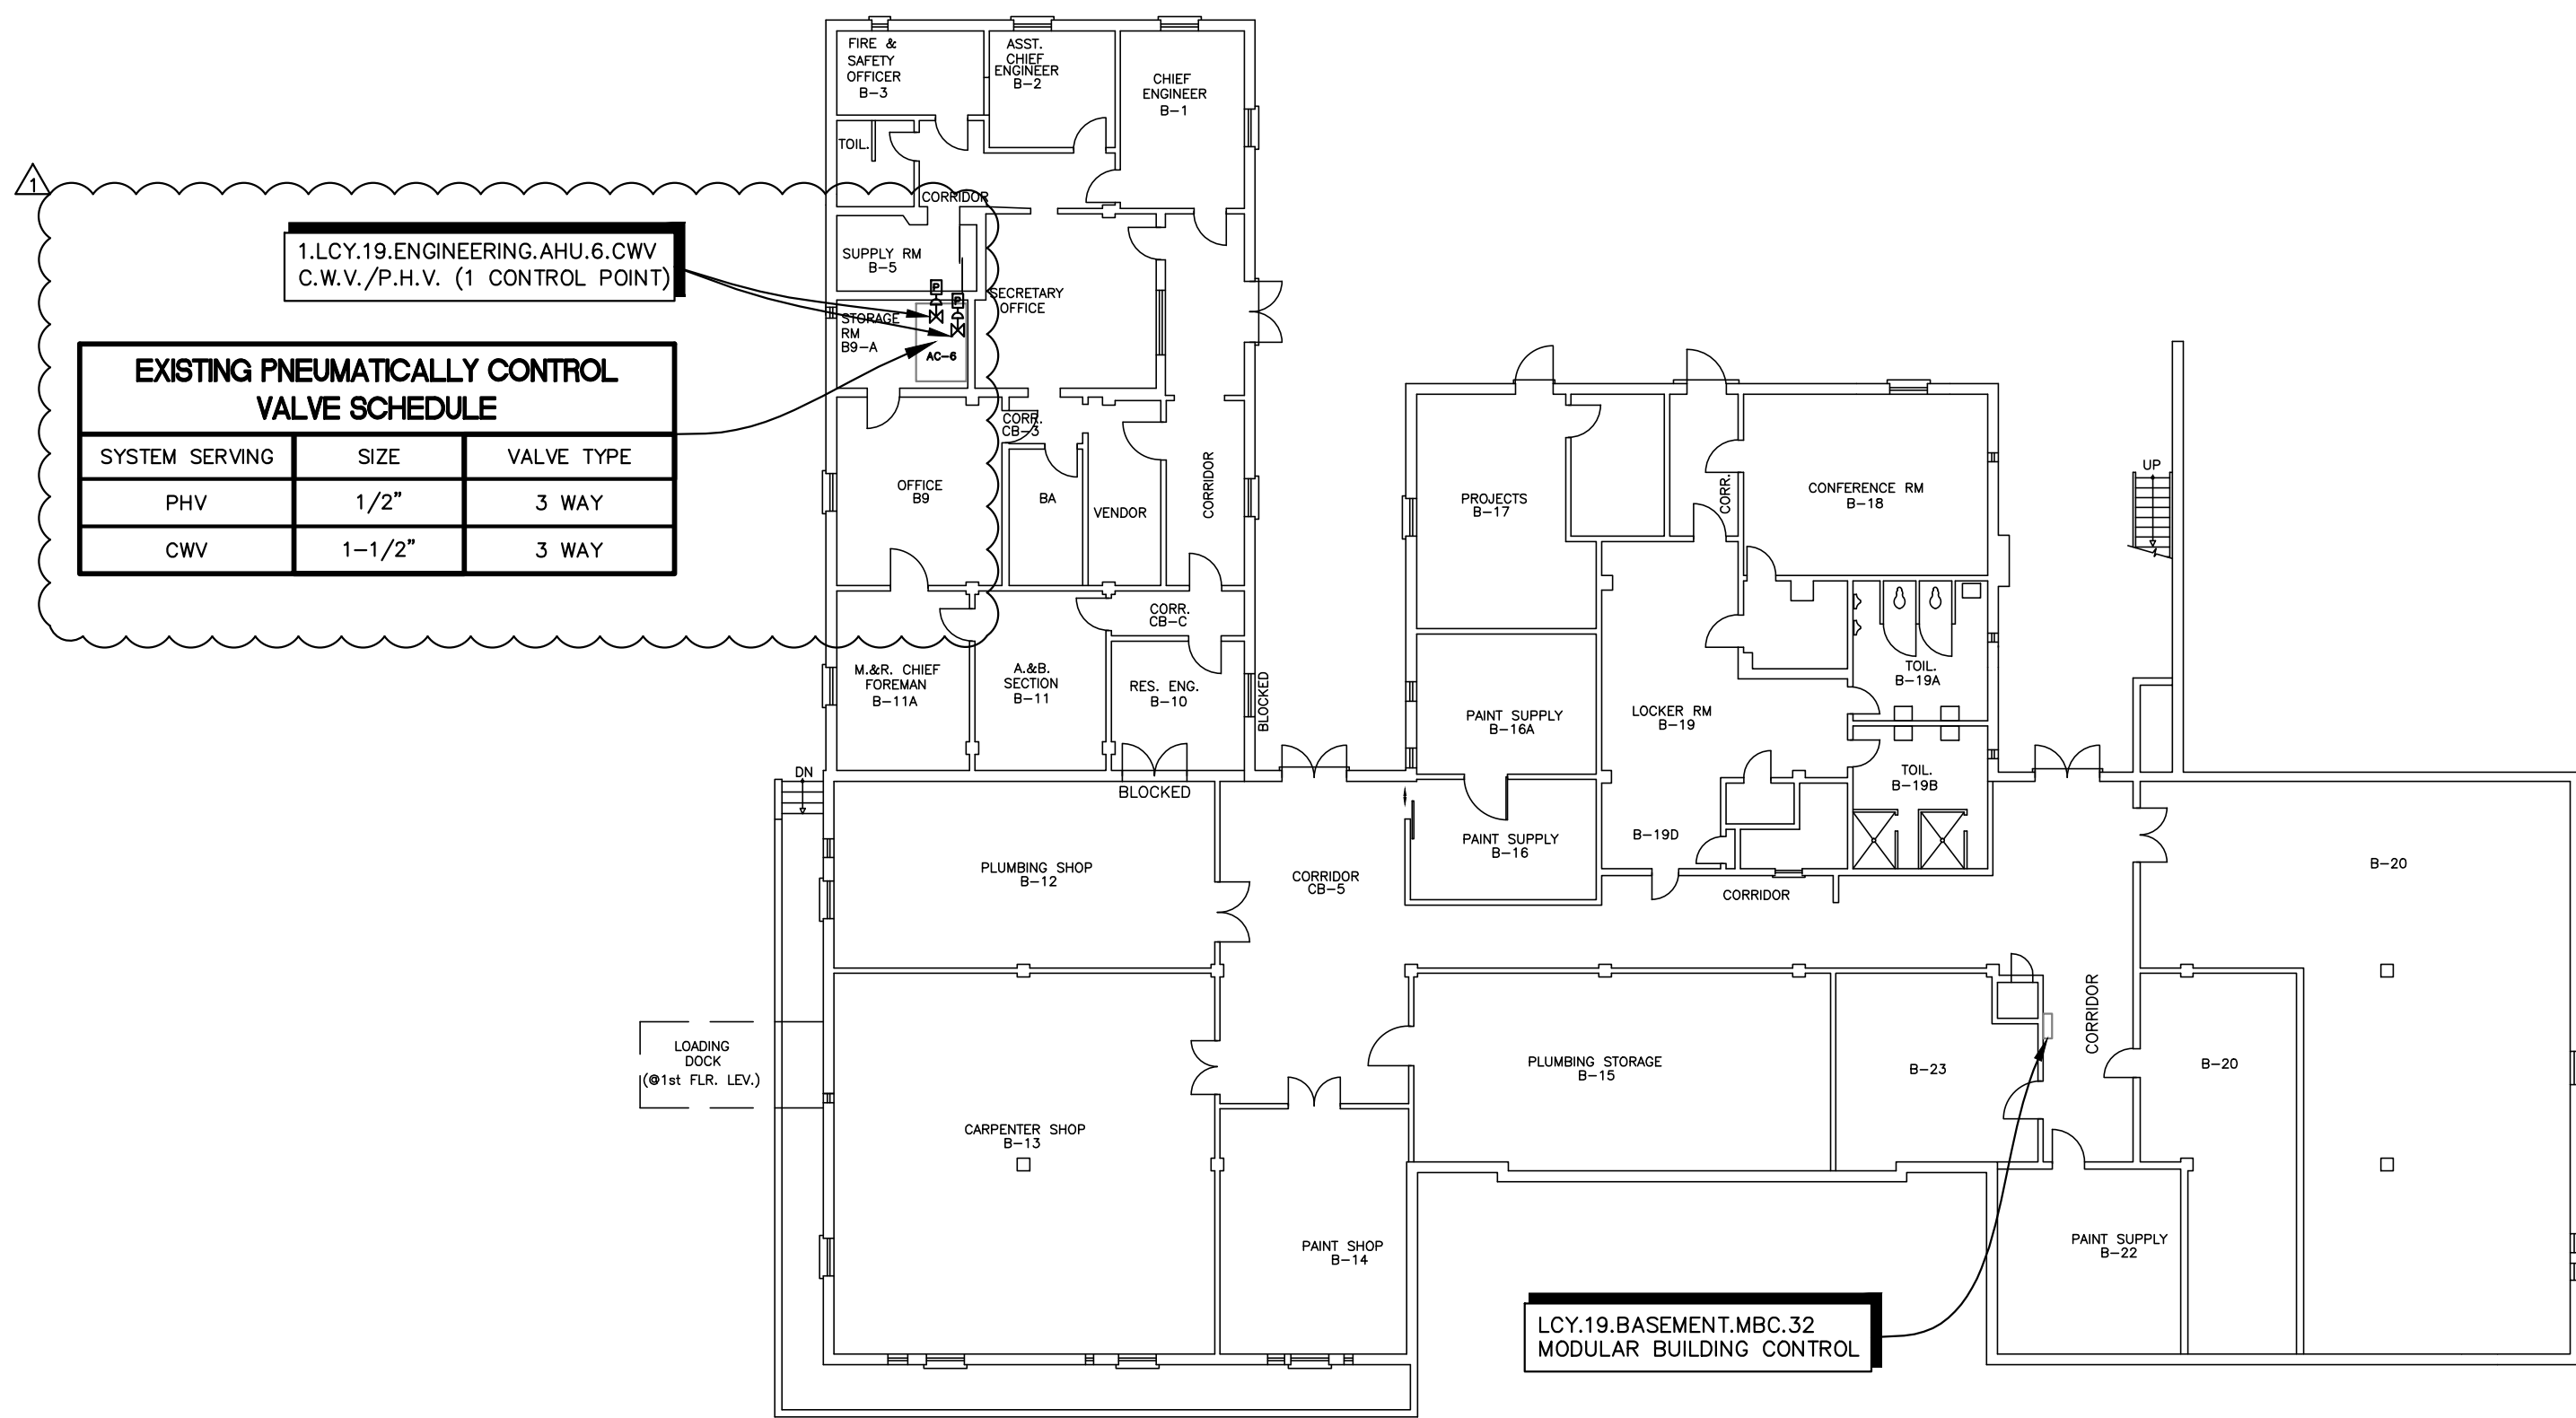 FIRE &
SAFETY
OFFICER
B-3
ASST.
CHIEF
ENGINEER
B-2
CHIEF
ENGINEER
B-1
TOIL.
1
CORRIDOR
1.LCY.19.ENGINEERING.AHU.6.CWV
C.W.V./P.H.V. (1 CONTROL POINT)
SUPPLY RM
B-5
P
P
SECRETARY
OFFICE
STORAGE
RM
B9-A
AC-6
EXISTING PNEUMATICALLY CONTROL
VALVE SCHEDULE
SYSTEM SERVING SIZE VALVE TYPE
PHV 1/2" 3 WAY
CWV 1-1/2" 3 WAY
CORR.
CB-3
OFFICE
B9
BA
VENDOR
CORRIDOR
PROJECTS
B-17
CORR.
CONFERENCE RM
B-18
UP
CORR.
CB-C
M.&R. CHIEF
FOREMAN
B-11A
A.&B.
SECTION
B-11
RES. ENG.
B-10
BLOCKED
PAINT SUPPLY
B-16A
LOCKER RM
B-19
TOIL.
B-19A
DN
BLOCKED
TOIL.
B-19B
PLUMBING SHOP
B-12
CORRIDOR
CB-5
PAINT SUPPLY
B-16
B-19D
CORRIDOR
B-20
LOADING
DOCK
(@1st FLR. LEV.)
CARPENTER SHOP
B-13
PLUMBING STORAGE
B-15
B-23
CORRIDOR
B-20
PAINT SHOP
B-14
PAINT SUPPLY
B-22
LCY.19.BASEMENT.MBC.32
MODULAR BUILDING CONTROL